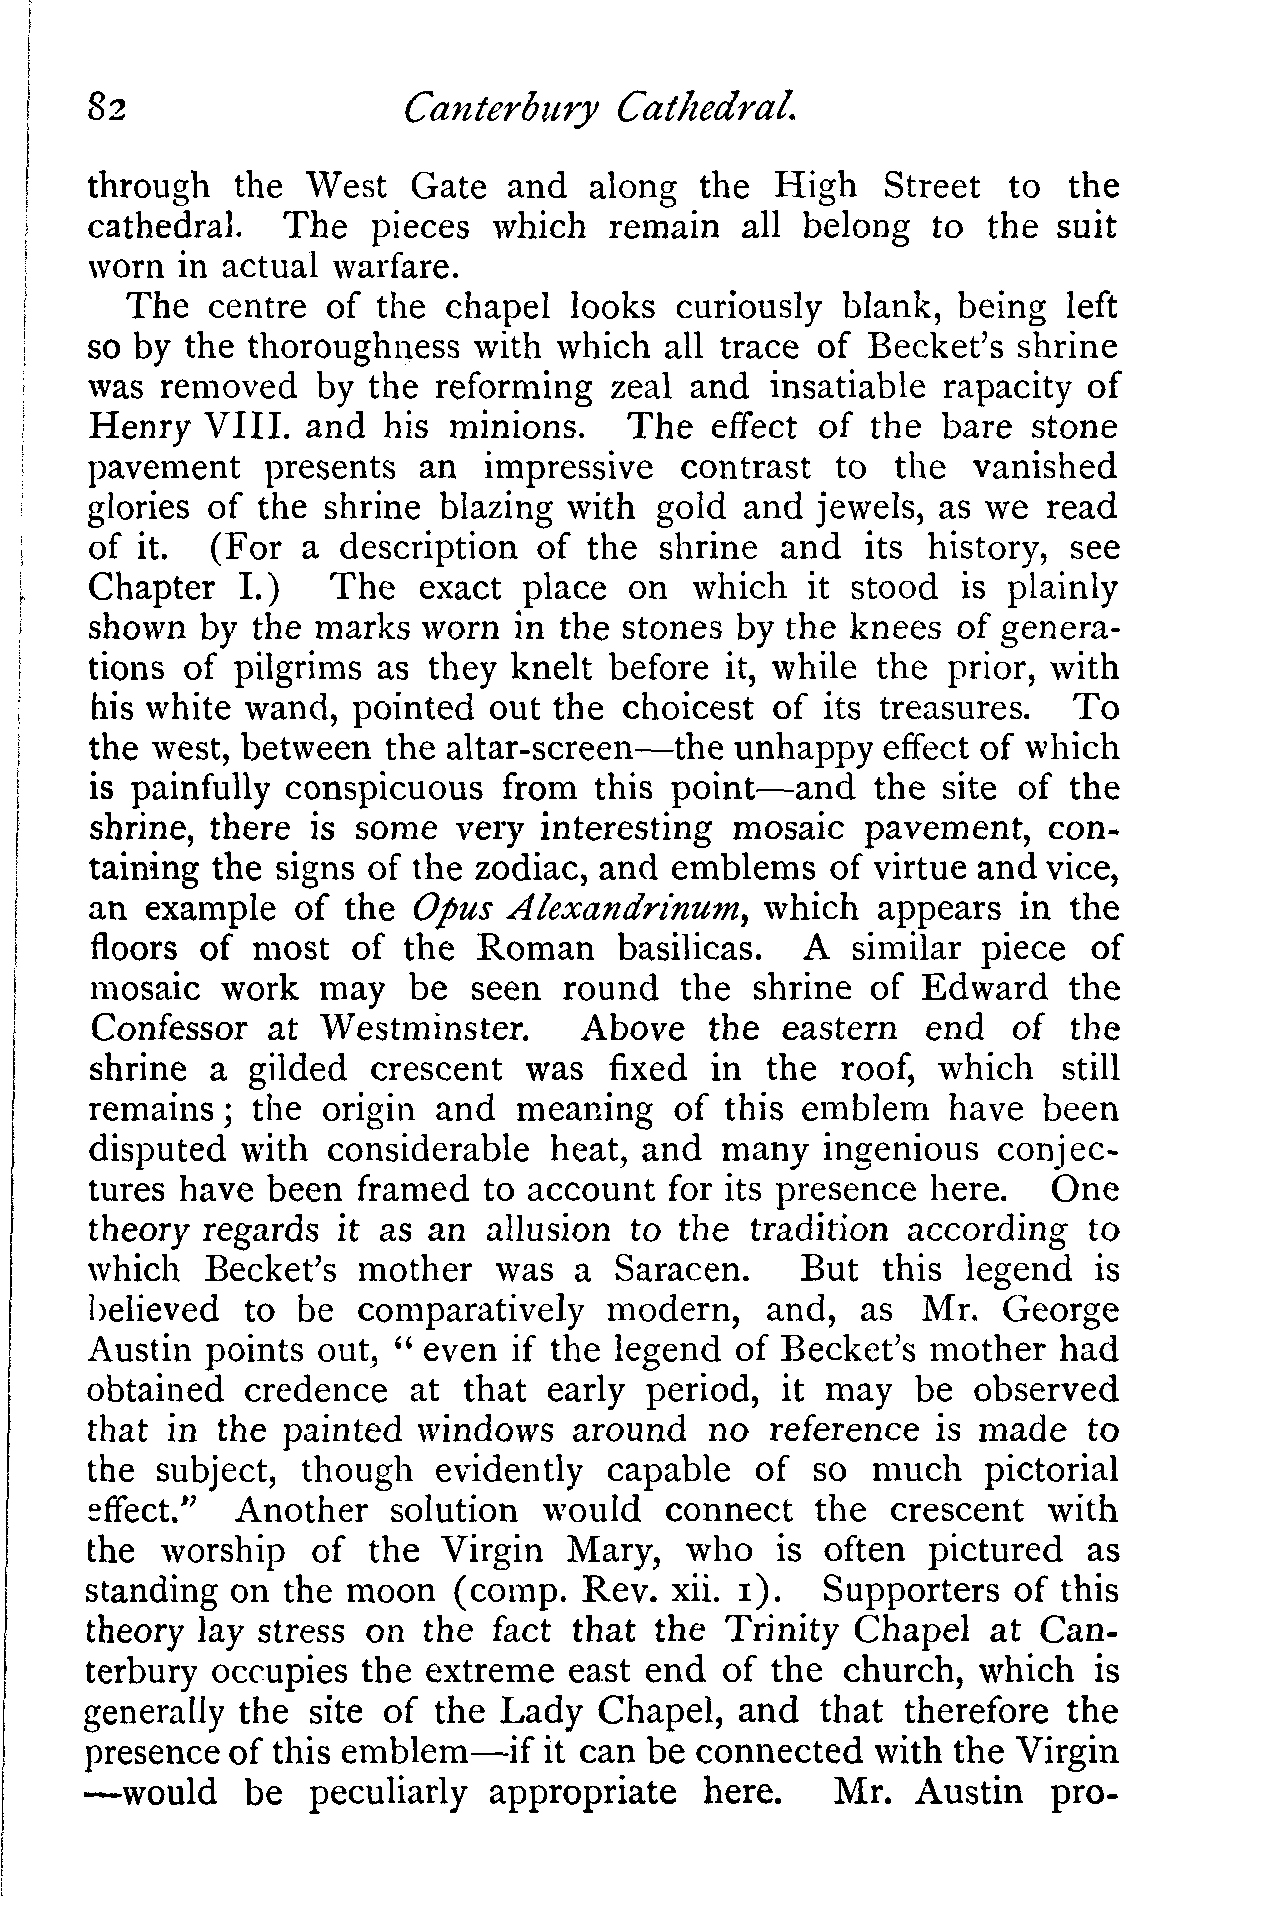 82 Canterbury Cathedral.
through the West Gate and along the High Street to the
cathedral. The pieces which remain all belong to the suit
worn in actual warfare.
The centre of the chapel looks curiously blank, being left
so by the thoroughness with which all trace of Becket's shrine
was removed by the reforming zeal and insatiable rapacity of
Henry VIII. and his minions. The effect of the bare stone
pavement presents an impressive contrast to the vanished
glories of the shrine blazing with gold and jewels, as we read
of it. (For a description of the shrine and its history, see
Chapter I.) The exact place on which it stood is plainly
shown by the marks worn in the stones by the knees of genera-
tions of pilgrims as they knelt before it, while the prior, with
his white wand, pointed out the choicest of its treasures. To
the west, between the altar-screen—the unhappy effect of which
is painfully conspicuous from this point—and the site of the
shrine, there is some very interesting mosaic pavement, con-
taining the signs of the zodiac, and emblems of virtue and vice,
an example of the Opus Alexandrinum, which appears in the
floors of most of the Roman basilicas. A similar piece of
mosaic work may be seen round the shrine of Edward the
Confessor at Westminster. Above the eastern end of the
shrine a gilded crescent was fixed in the roof, which still
remains; the origin and meaning of this emblem have been
disputed with considerable heat, and many ingenious conjec-
tures have been framed to account for its presence here. One
theory regards it as an allusion to the tradition according to
which Becket's mother was a Saracen. But this legend is
believed to be comparatively modern, and, as Mr. George
Austin points out, "even if the legend of Becket's mother had
obtained credence at that early period, it may be observed
that in the painted windows around no reference is made to
the subject, though evidently capable of so much pictorial
effect." Another solution would connect the crescent with
the worship of the Virgin Mary, who is often pictured as
standing on the moon (comp. Rev. xii. 1). Supporters of this
theory lay stress on the fact that the Trinity Chapel at Can-
terbury occupies the extreme east end of the church, which is
generally the site of the Lady Chapel, and that therefore the
presence of this emblem—if it can be connected with the Virgin
—would be peculiarly appropriate here. Mr. Austin pro-